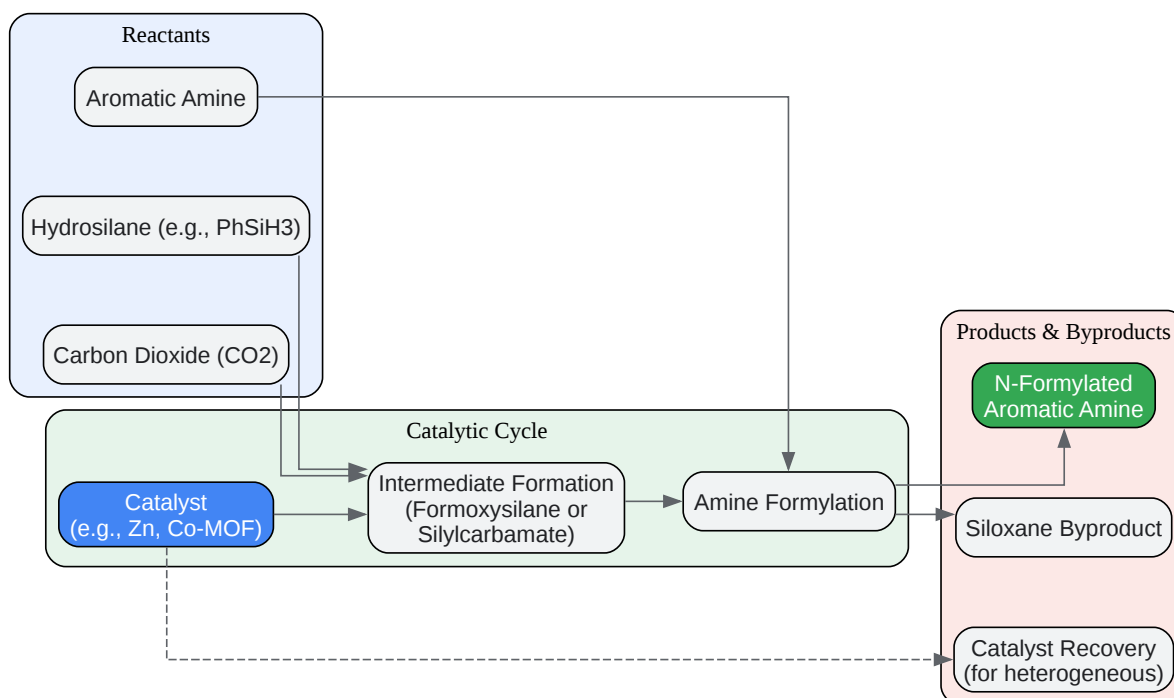 Reactants
Aromatic Amine
Hydrosilane (e.g., PhSiH3)
Carbon Dioxide (CO2)
Catalytic Cycle
Catalyst
(e.g., Zn, Co-MOF)
Intermediate Formation
(Formoxysilane or
Silylcarbamate)
Amine Formylation
Products & Byproducts
N-Formylated
Aromatic Amine
Siloxane Byproduct
Catalyst Recovery
(for heterogeneous)